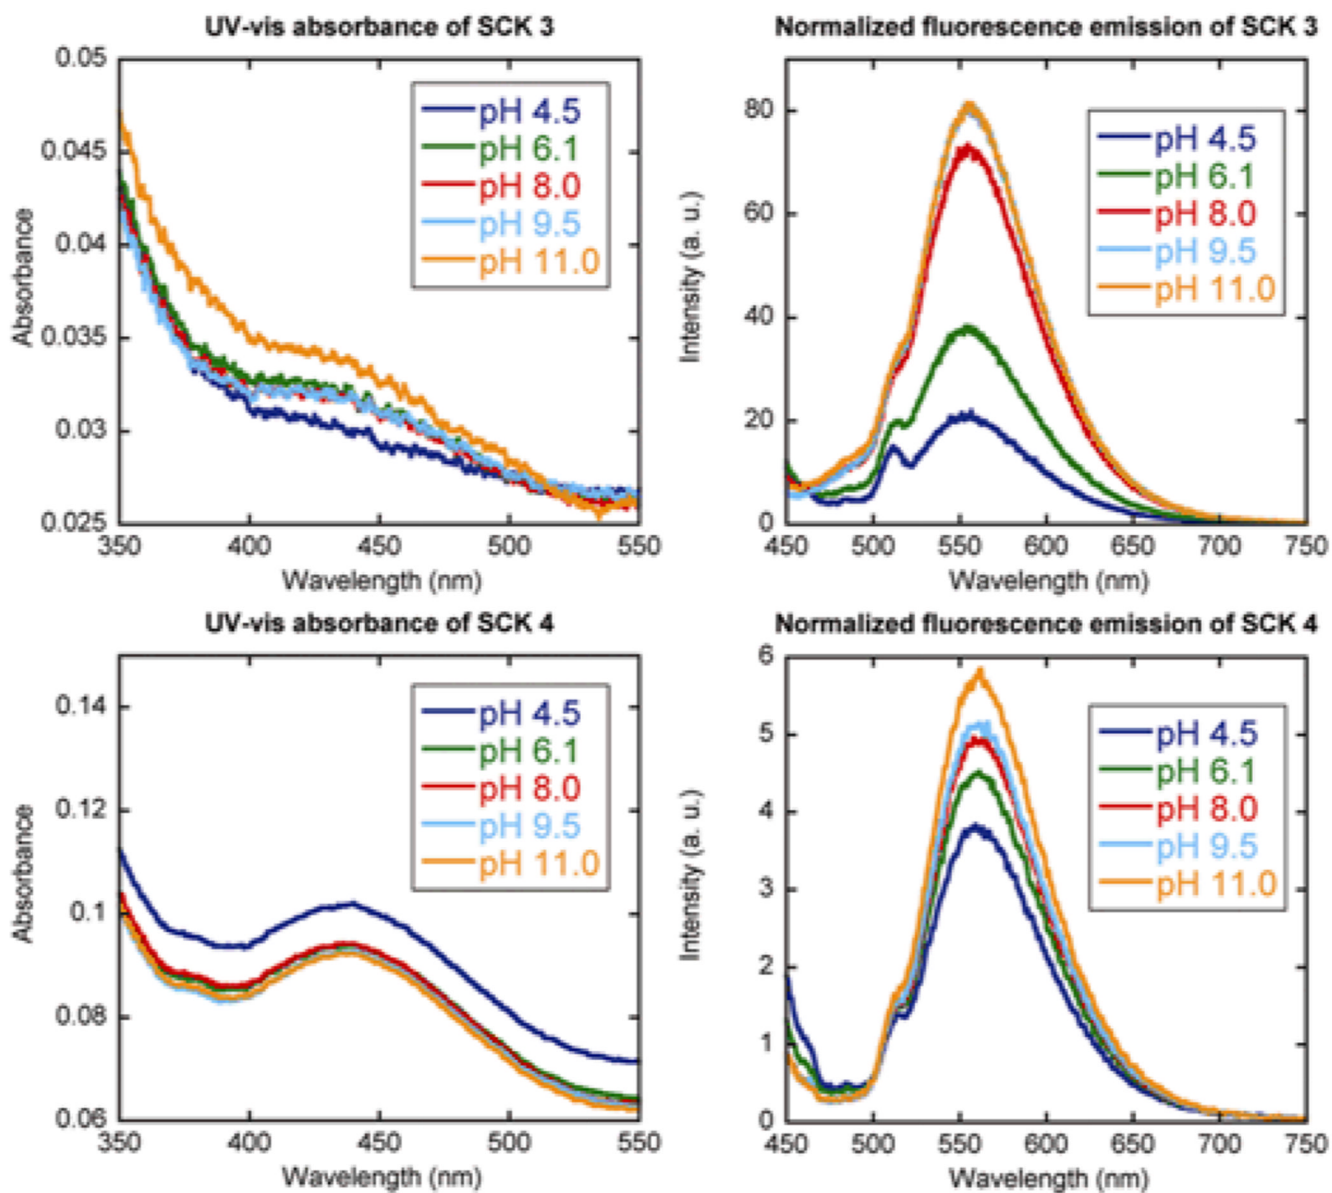 UV-vis absorbance of SCK 3
0.05
0.045
0.04
0.035
0.03
0.025
Absorbance
pH 4.5
pH 6.1
pH 8.0
pH 9.5
pH 11.0
350 400 450 500 550
Wavelength (nm)
Normalized fluorescence emission of SCK 3
80
60
40
20
0
Intensity (a. u.)
pH 4.5
pH 6.1
pH 8.0
pH 9.5
pH 11.0
450 500 550 600 650 700 750
Wavelength (nm)
UV-vis absorbance of SCK 4
0.14
0.12
0.1
0.08
0.06
Absorbance
pH 4.5
pH 6.1
pH 8.0
pH 9.5
pH 11.0
350 400 450 500 550
Wavelength (nm)
Normalized fluorescence emission of SCK 4
6
5
4
3
2
1
0
Intensity (a. u.)
pH 4.5
pH 6.1
pH 8.0
pH 9.5
pH 11.0
450 500 550 600 650 700 750
Wavelength (nm)